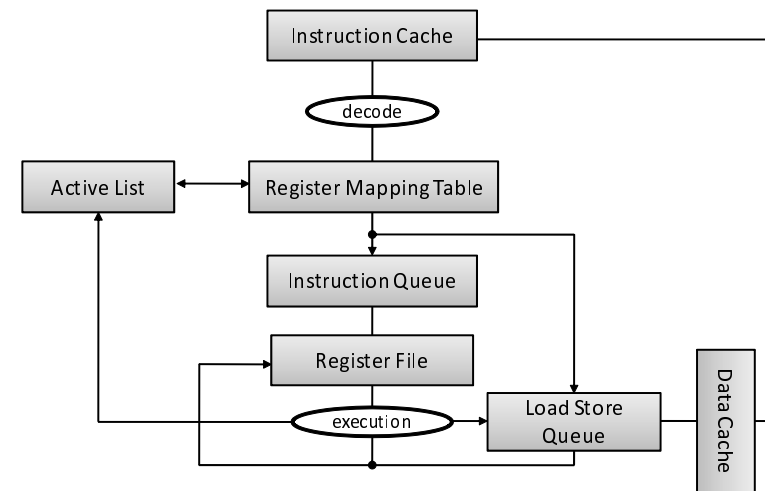 Instruction Cache
decode
Active List
Register Mapping Table
Instruction Queue
Register File
execution
Load Store
Queue
Data Cache